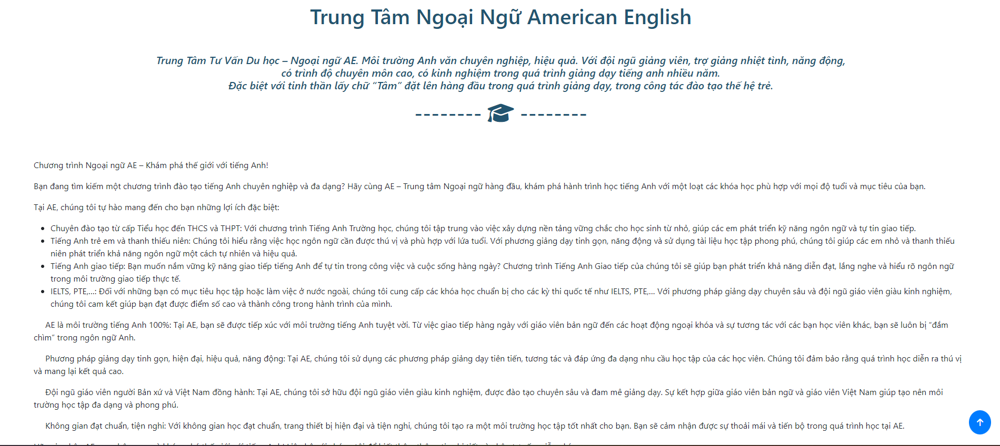 Trung Tâm Ngoại Ngữ American English
Trung Tâm Tư Vấn Du học – Ngoại ngữ AE. Môi trường Anh văn chuyên nghiệp, hiệu quả. Với đội ngũ giảng viên, trợ giảng nhiệt tình, năng động,
có trình độ chuyên môn cao, có kinh nghiệm trong quá trình giảng dạy tiếng anh nhiều năm.
Đặc biệt với tinh thần lấy chữ “Tâm” đặt lên hàng đầu trong quá trình giảng dạy, trong công tác đào tạo thế hệ trẻ.
Chương trình Ngoại ngữ AE – Khám phá thế giới với tiếng Anh!
Bạn đang tìm kiếm một chương trình đào tạo tiếng Anh chuyên nghiệp và đa dạng? Hãy cùng AE – Trung tâm Ngoại ngữ hàng đầu, khám phá hành trình học tiếng Anh với một loạt các khóa học phù hợp với mọi độ tuổi và mục tiêu của bạn.
Tại AE, chúng tôi tự hào mang đến cho bạn những lợi ích đặc biệt:
• Chuyên đào tạo từ cấp Tiểu học đến THCS và THPT: Với chương trình Tiếng Anh Trường học, chúng tôi tập trung vào việc xây dựng nền tảng vững chắc cho học sinh từ nhỏ, giúp các em phát triển kỹ năng ngôn ngữ và tự tin giao tiếp.
• Tiếng Anh trẻ em và thanh thiếu niên: Chúng tôi hiểu rằng việc học ngôn ngữ cần được thú vị và phù hợp với lứa tuổi. Với phương giảng dạy tinh gọn, năng động và sử dụng tài liệu học tập phong phú, chúng tôi giúp các em nhỏ và thanh thiếu
niên phát triển khả năng ngôn ngữ một cách tự nhiên và hiệu quả.
• Tiếng Anh giao tiếp: Bạn muốn nắm vững kỹ năng giao tiếp tiếng Anh để tự tin trong công việc và cuộc sống hàng ngày? Chương trình Tiếng Anh Giao tiếp của chúng tôi sẽ giúp bạn phát triển khả năng diễn đạt, lắng nghe và hiểu rõ ngôn ngữ
trong môi trường giao tiếp thực tế.
• IELTS, PTE,…: Đối với những bạn có mục tiêu học tập hoặc làm việc ở nước ngoài, chúng tôi cung cấp các khóa học chuẩn bị cho các kỳ thi quốc tế như IELTS, PTE,… Với phương pháp giảng dạy chuyên sâu và đội ngũ giáo viên giàu kinh nghiệm,
chúng tôi cam kết giúp bạn đạt được điểm số cao và thành công trong hành trình của mình.
AE là môi trường tiếng Anh 100%: Tại AE, bạn sẽ được tiếp xúc với môi trường tiếng Anh tuyệt vời. Từ việc giao tiếp hàng ngày với giáo viên bản ngữ đến các hoạt động ngoại khóa và sự tương tác với các bạn học viên khác, bạn sẽ luôn bị “đắm
chìm” trong ngôn ngữ Anh.
Phương pháp giảng dạy tinh gọn, hiện đại, hiệu quả, năng động: Tại AE, chúng tôi sử dụng các phương pháp giảng dạy tiên tiến, tương tác và đáp ứng đa dạng nhu cầu học tập của các học viên. Chúng tôi đảm bảo rằng quá trình học diễn ra thú vị
và mang lại kết quả cao.
Đội ngũ giáo viên người Bản xứ và Việt Nam đồng hành: Tại AE, chúng tôi sở hữu đội ngũ giáo viên giàu kinh nghiệm, được đào tạo chuyên sâu và đam mê giảng dạy. Sự kết hợp giữa giáo viên bản ngữ và giáo viên Việt Nam giúp tạo nên môi
trường học tập đa dạng và phong phú.
Không gian đạt chuẩn, tiện nghi: Với không gian học đạt chuẩn, trang thiết bị hiện đại và tiện nghi, chúng tôi tạo ra một môi trường học tập tốt nhất cho bạn. Bạn sẽ cảm nhận được sự thoải mái và tiến bộ trong quá trình học tại AE.